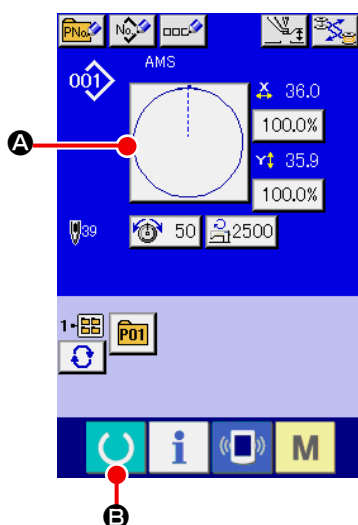 PNo. No.
AMS
001
X 36.0
A
100.0%
Y 35.9
100.0%
39 50 2500
1• P01
i M
B